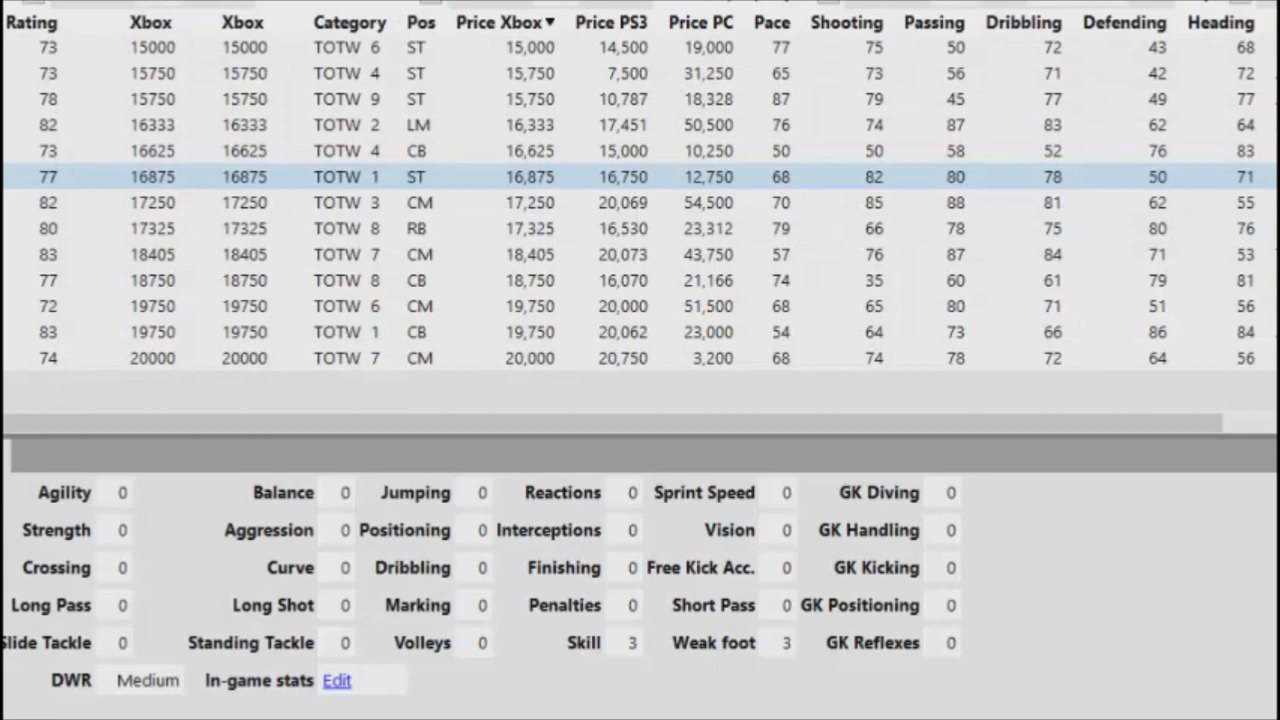 Rating Xbox Xbox Category Pos Price Xbox▼ Price PS3 Price PC Pace Shooting Passing Dribbling Defending Heading
73 15000 15000 TOTW 6 ST 15,000 14,500 19,000 77 75 50 72 43 68
73 15750 15750 TOTW 4 ST 15,750 7,500 31,250 65 73 56 71 42 72
78 15750 15750 TOTW 9 ST 15,750 10,787 18,328 87 79 45 77 49 77
82 16333 16333 TOTW 2 LM 16,333 17,451 50,500 76 74 87 83 62 64
73 16625 16625 TOTW 4 CB 16,625 15,000 10,250 50 50 58 52 76 83
77 16875 16875 TOTW 1 ST 16,875 16,750 12,750 68 82 80 78 50 71
82 17250 17250 TOTW 3 CM 17,250 20,069 54,500 70 85 88 81 62 55
80 17325 17325 TOTW 8 RB 17,325 16,530 23,312 79 66 78 75 80 76
83 18405 18405 TOTW 7 CM 18,405 20,073 43,750 57 76 87 84 71 53
77 18750 18750 TOTW 8 CB 18,750 16,070 21,166 74 35 60 61 79 81
72 19750 19750 TOTW 6 CM 19,750 20,000 51,500 68 65 80 71 51 56
83 19750 19750 TOTW 1 CB 19,750 20,062 23,000 54 64 73 66 86 84
74 20000 20000 TOTW 7 CM 20,000 20,750 3,200 68 74 78 72 64 56
Agility 0 Balance 0 Jumping 0 Reactions 0 Sprint Speed 0 GK Diving 0
Strength 0 Aggression 0 Positioning 0 Interceptions 0 Vision 0 GK Handling 0
Crossing 0 Curve 0 Dribbling 0 Finishing 0 Free Kick Acc. 0 GK Kicking 0
Long Pass 0 Long Shot 0 Marking 0 Penalties 0 Short Pass 0 GK Positioning 0
Slide Tackle 0 Standing Tackle 0 Volleys 0 Skill 3 Weak foot 3 GK Reflexes 0
DWR Medium In-game stats Edit